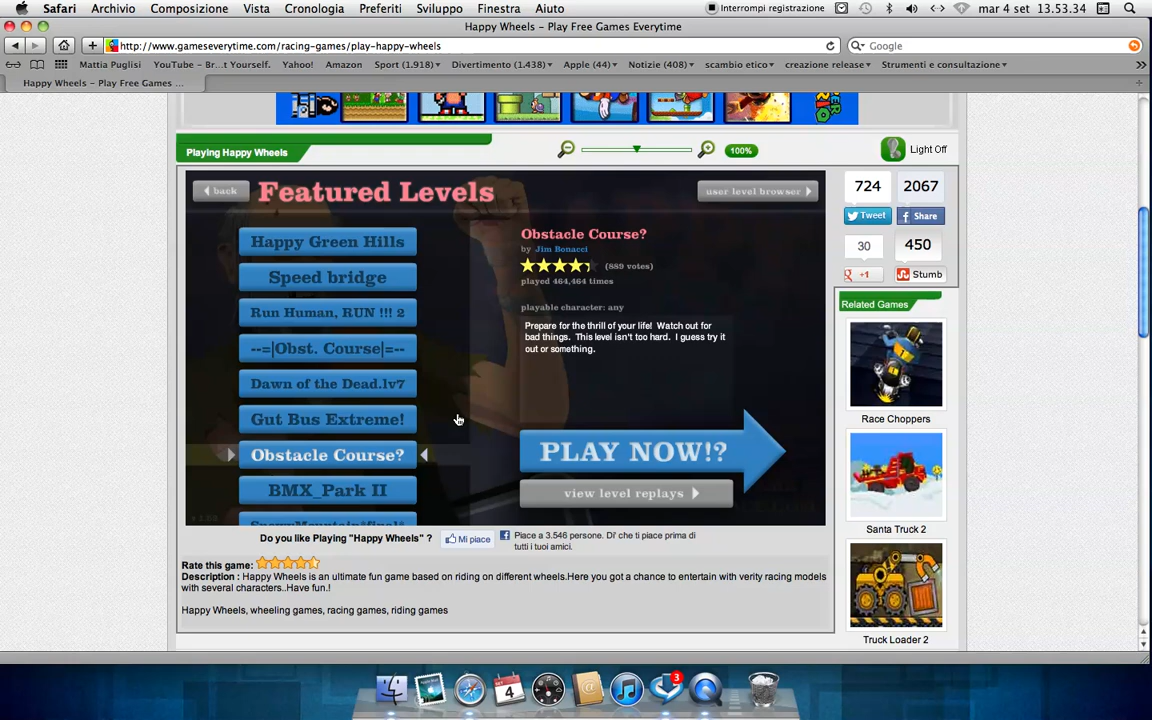 Safari Archivio Composizione Vista Cronologia Preferiti Sviluppo Finestra Aiuto Interrompi registrazione mar 4 set 13.53.34
Happy Wheels – Play Free Games Everytime
http://www.gameseverytime.com/racing-games/play-happy-wheels
Google
Mattia Puglisi YouTube - Br...t Yourself. Yahoo! Amazon Sport (1.918) Divertimento (1.438) Apple (44) Notizie (408) scambio etico creazione release Strumenti e consultazione
Happy Wheels – Play Free Games ...
Playing Happy Wheels
100%
Light Off
back
Featured Levels
user level browser
724 2067
Tweet Share
30 450
+1 Stumb
Happy Green Hills
Speed bridge
Run Human, RUN !!! 2
--=|Obst. Course|=--
Dawn of the Dead.lv7
Gut Bus Extreme!
Obstacle Course?
BMX_Park II
SnowyMountain*final*
Obstacle Course?
by Jim Bonacci
(889 votes)
played 464,464 times
playable character: any
Prepare for the thrill of your life! Watch out for
bad things. This level isn't too hard. I guess try it
out or something.
PLAY NOW!?
view level replays
Related Games
Race Choppers
Santa Truck 2
Truck Loader 2
Do you like Playing "Happy Wheels" ?
Mi piace
Piace a 3.546 persone. Di' che ti piace prima di
tutti i tuoi amici.
Rate this game:
Description : Happy Wheels is an ultimate fun game based on riding on different wheels.Here you got a chance to entertain with verity racing models
with several characters..Have fun.!
Happy Wheels, wheeling games, racing games, riding games
SET
4
3